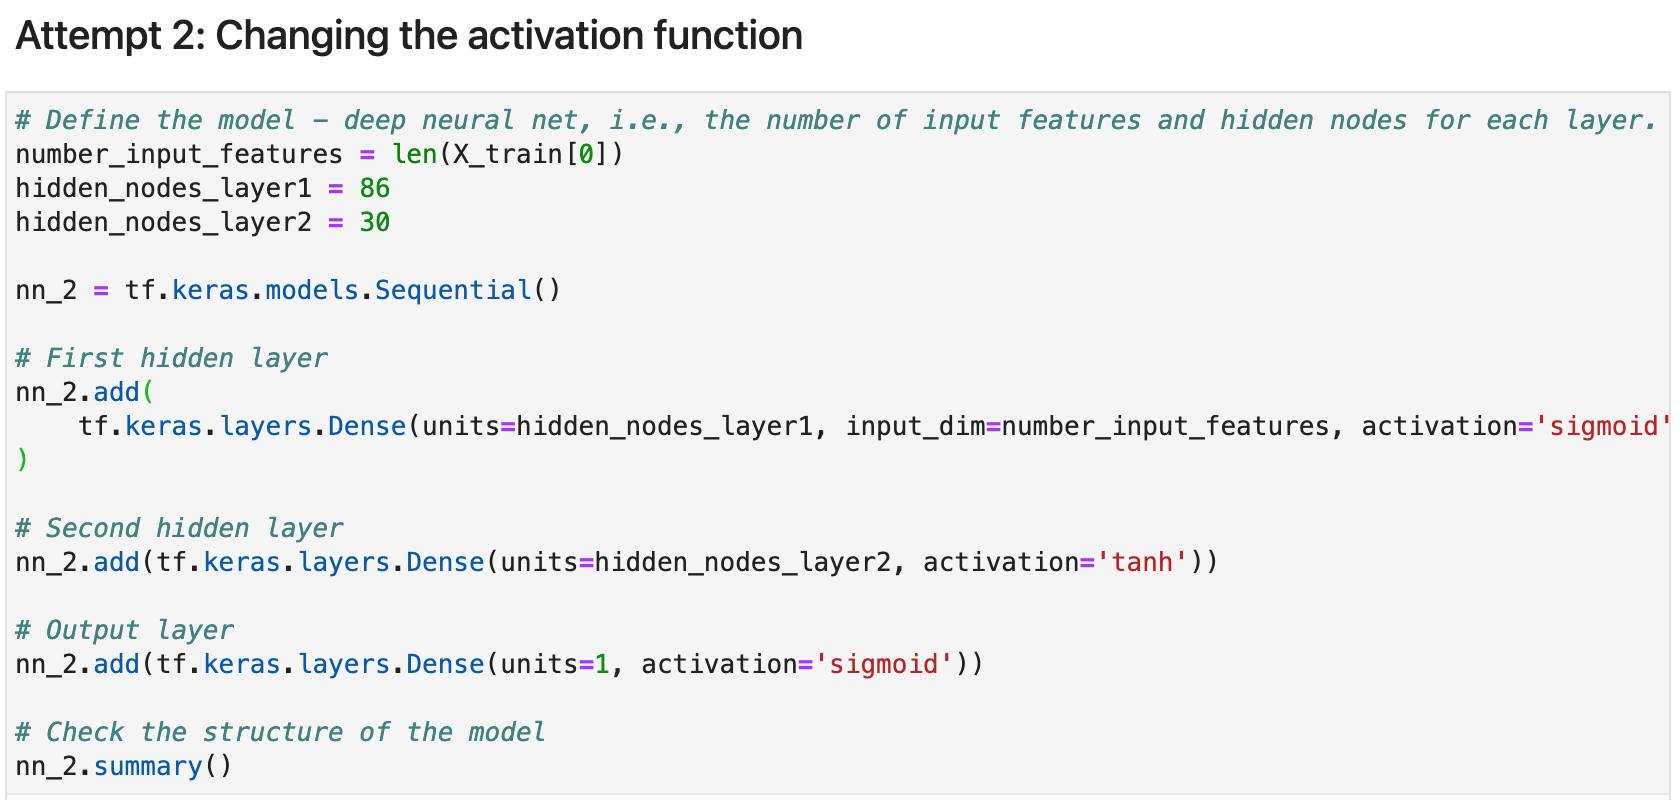 Attempt 2: Changing the activation function
# Define the model – deep neural net, i.e., the number of input features and hidden nodes for each layer.
number_input_features = len(X_train[0])
hidden_nodes_layer1 = 86
hidden_nodes_layer2 = 30
nn_2 = tf.keras.models.Sequential()
# First hidden layer
nn_2.add(
    tf.keras.layers.Dense(units=hidden_nodes_layer1, input_dim=number_input_features, activation='sigmoid'
)
# Second hidden layer
nn_2.add(tf.keras.layers.Dense(units=hidden_nodes_layer2, activation='tanh'))
# Output layer
nn_2.add(tf.keras.layers.Dense(units=1, activation='sigmoid'))
# Check the structure of the model
nn_2.summary()